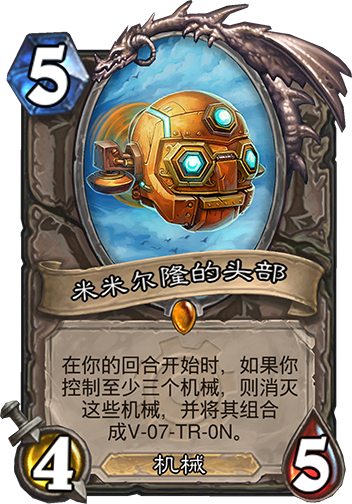 5
米米尔隆的头部
在你的回合开始时，如果你
控制至少三个机械，则消灭
这些机械，并将其组合
成V-07-TR-0N。
4
机械
5